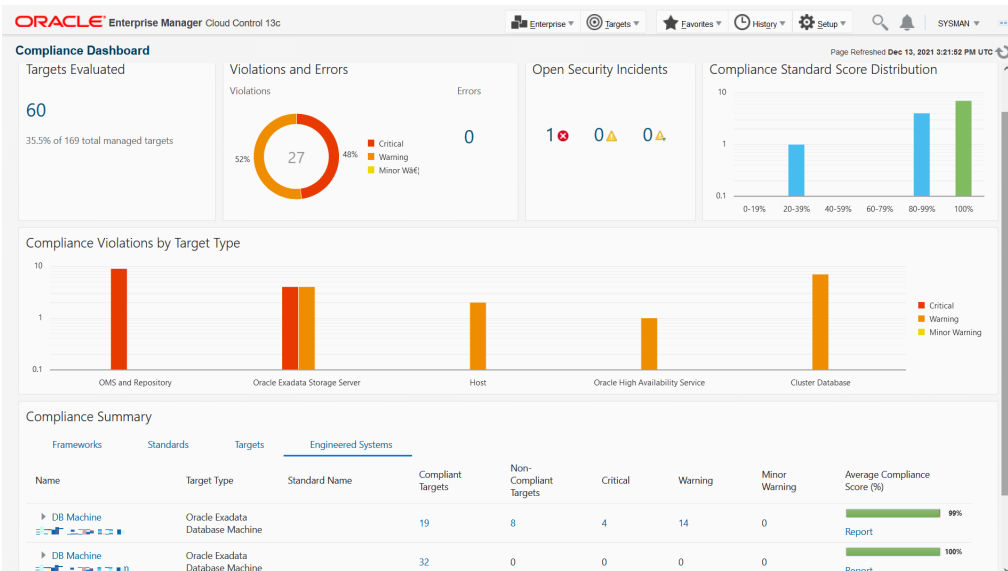 ORACLE® Enterprise Manager Cloud Control 13c
Enterprise ▼ Targets ▼ Favorites ▼ History ▼ Setup ▼ SYSMAN ▼
Compliance Dashboard
Page Refreshed Dec 13, 2021 3:21:52 PM UTC
Targets Evaluated
60
35.5% of 169 total managed targets
Violations and Errors
Violations
Errors
52%
27
48%
Critical
Warning
Minor Wâ€¦
0
Open Security Incidents
1 0 0
Compliance Standard Score Distribution
10
1
0.1
0-19% 20-39% 40-59% 60-79% 80-99% 100%
Compliance Violations by Target Type
10
1
0.1
OMS and Repository Oracle Exadata Storage Server Host Oracle High Availability Service Cluster Database
Critical
Warning
Minor Warning
Compliance Summary
Frameworks Standards Targets Engineered Systems
Name Target Type Standard Name Compliant Targets Non-Compliant Targets Critical Warning Minor Warning Average Compliance Score (%)
DB Machine Oracle Exadata Database Machine 19 8 4 14 0 99%
Report
DB Machine Oracle Exadata Database Machine 32 0 0 0 0 100%
Report